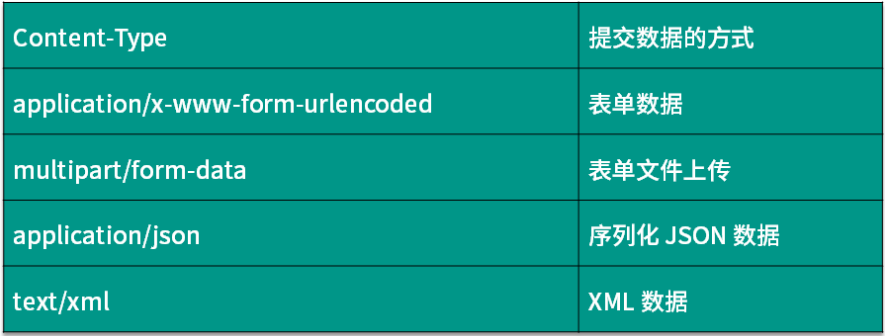 Content-Type 提交数据的方式
application/x-www-form-urlencoded 表单数据
multipart/form-data 表单文件上传
application/json 序列化 JSON 数据
text/xml XML 数据